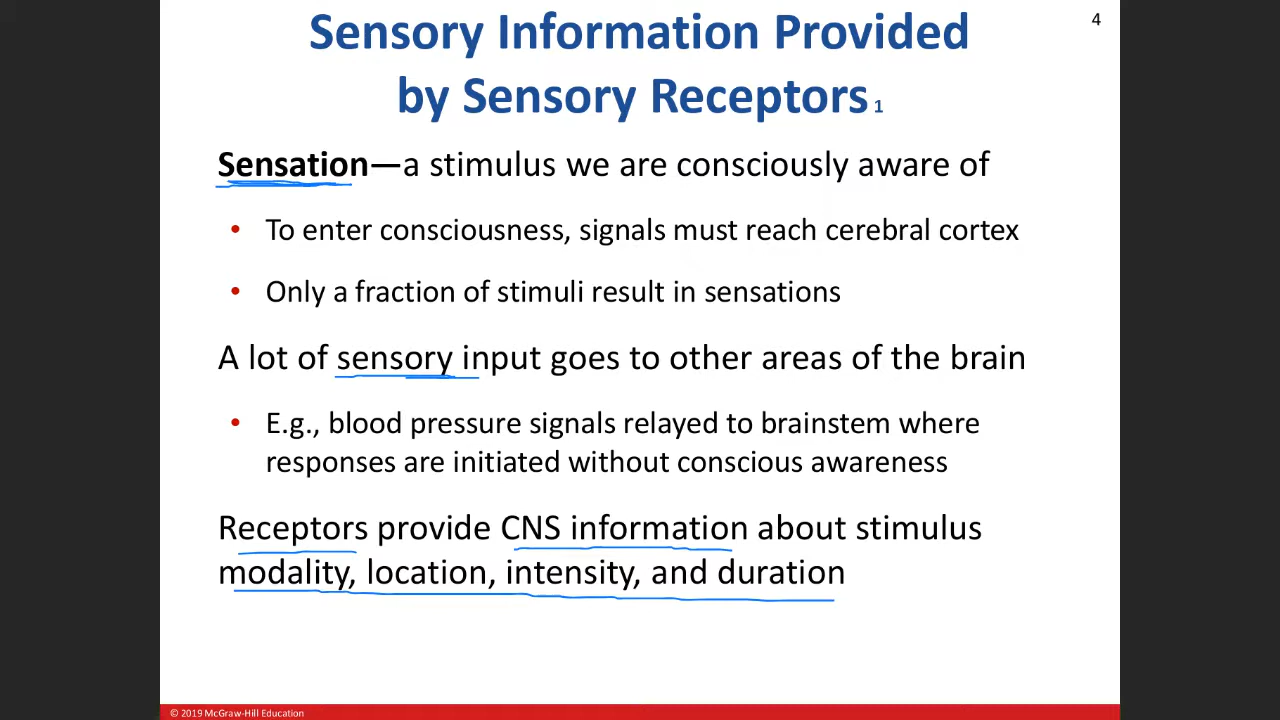 4
Sensory Information Provided
by Sensory Receptors 1
Sensation—a stimulus we are consciously aware of
• To enter consciousness, signals must reach cerebral cortex
• Only a fraction of stimuli result in sensations
A lot of sensory input goes to other areas of the brain
• E.g., blood pressure signals relayed to brainstem where
responses are initiated without conscious awareness
Receptors provide CNS information about stimulus
modality, location, intensity, and duration
© 2019 McGraw-Hill Education